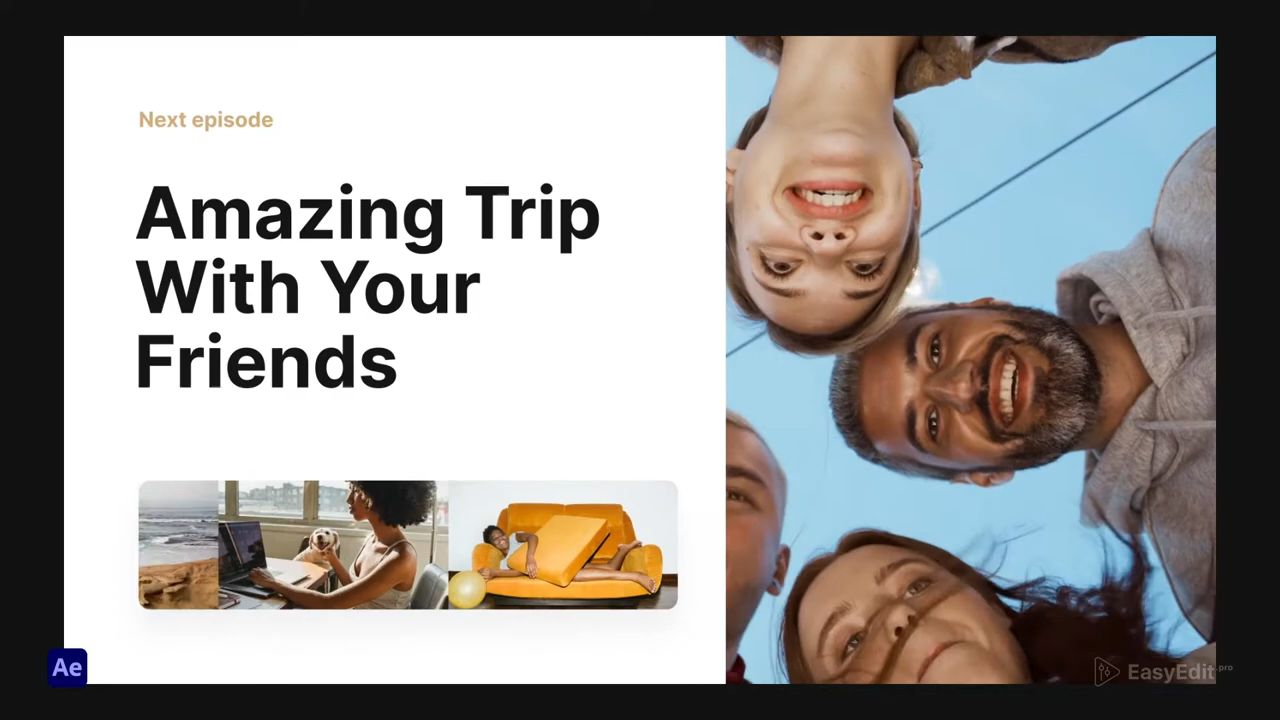 Next episode
Amazing Trip
With Your
Friends
Ae
EasyEdit.pro